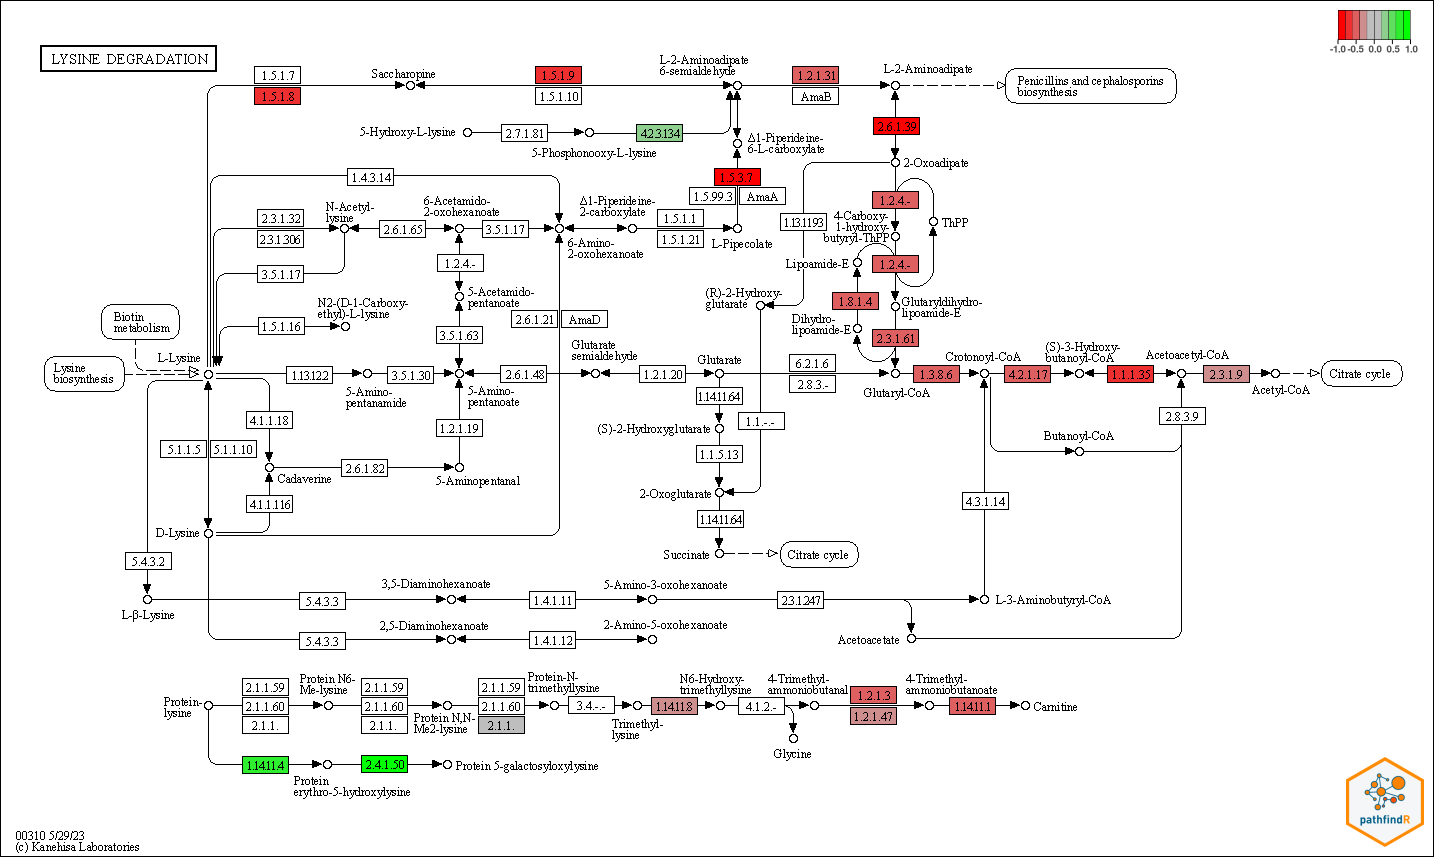 -1.0 -0.5 0.0 0.5 1.0
LYSINE DEGRADATION
1.5.1.7
1.5.1.8
Saccharopine
1.5.1.9
1.5.1.10
L-2-Aminoadipate
6-semialdehyde
1.2.1.31
AmaB
L-2-Aminoadipate
Penicillins and cephalosporins
biosynthesis
5-Hydroxy-L-lysine
2.7.1.81
5-Phosphonooxy-L-lysine
4.2.3.134
Δ1-Piperideine-
6-L-carboxylate
2.6.1.39
2-Oxoadipate
1.4.3.14
1.5.3.7
1.5.99.3
AmaA
2.3.1.32
2.3.1.306
N-Acetyl-
lysine
2.6.1.65
6-Acetamido-
2-oxohexanoate
3.5.1.17
Δ1-Piperideine-
2-carboxylate
6-Amino-
2-oxohexanoate
1.5.1.1
1.5.1.21
L-Pipecolate
1.13.11.93
1.2.4.-
4-Carboxy-
1-hydroxy-
butyryl-ThPP
ThPP
3.5.1.17
1.2.4.-
Lipoamide-E
1.2.4.-
5-Acetamido-
pentanoate
(R)-2-Hydroxy-
glutarate
1.8.1.4
Glutaryldihydro-
lipoamide-E
Dihydro-
lipoamide-E
2.3.1.61
Biotin
metabolism
N2-(D-1-Carboxy-
ethyl)-L-lysine
1.5.1.16
2.6.1.21
AmaD
3.5.1.63
Lysine
biosynthesis
L-Lysine
1.13.12.2
5-Amino-
pentanamide
3.5.1.30
5-Amino-
pentanoate
2.6.1.48
Glutarate
semialdehyde
1.2.1.20
Glutarate
6.2.1.6
2.8.3.-
Glutaryl-CoA
1.3.8.6
Crotonoyl-CoA
4.2.1.17
(S)-3-Hydroxy-
butanoyl-CoA
1.1.1.35
Acetoacetyl-CoA
2.3.1.9
Acetyl-CoA
Citrate cycle
4.1.1.18
1.2.1.19
1.14.11.64
(S)-2-Hydroxyglutarate
1.1.-.-
2.8.3.9
Butanoyl-CoA
5.1.1.5
5.1.1.10
Cadaverine
2.6.1.82
5-Aminopentanal
1.1.5.13
2-Oxoglutarate
4.1.1.116
1.14.11.64
4.3.1.14
D-Lysine
Succinate
Citrate cycle
5.4.3.2
L-β-Lysine
5.4.3.3
3,5-Diaminohexanoate
1.4.1.11
5-Amino-3-oxohexanoate
2.3.1.247
L-3-Aminobutyryl-CoA
5.4.3.3
2,5-Diaminohexanoate
1.4.1.12
2-Amino-5-oxohexanoate
Acetoacetate
Protein-
lysine
2.1.1.59
2.1.1.60
2.1.1.
Protein N6-
Me-lysine
2.1.1.59
2.1.1.60
2.1.1.
Protein N,N-
Me2-lysine
2.1.1.59
2.1.1.60
2.1.1.
Protein-N-
trimethyllysine
3.4.-.-
Trimethyl-
lysine
1.14.11.8
N6-Hydroxy-
trimethyllysine
4.1.2.-
Glycine
4-Trimethyl-
ammoniobutanal
1.2.1.3
1.2.1.47
4-Trimethyl-
ammoniobutanoate
1.14.11.1
Carnitine
1.14.11.4
Protein
erythro-5-hydroxylysine
2.4.1.50
Protein 5-galactosyloxylysine
pathfindR
00310 5/29/23
(c) Kanehisa Laboratories